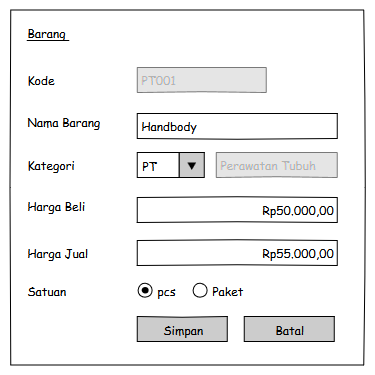 Barang
Kode PT001
Nama Barang Handbody
Kategori PT Perawatan Tubuh
Harga Beli Rp50.000,00
Harga Jual Rp55.000,00
Satuan pcs Paket
Simpan Batal